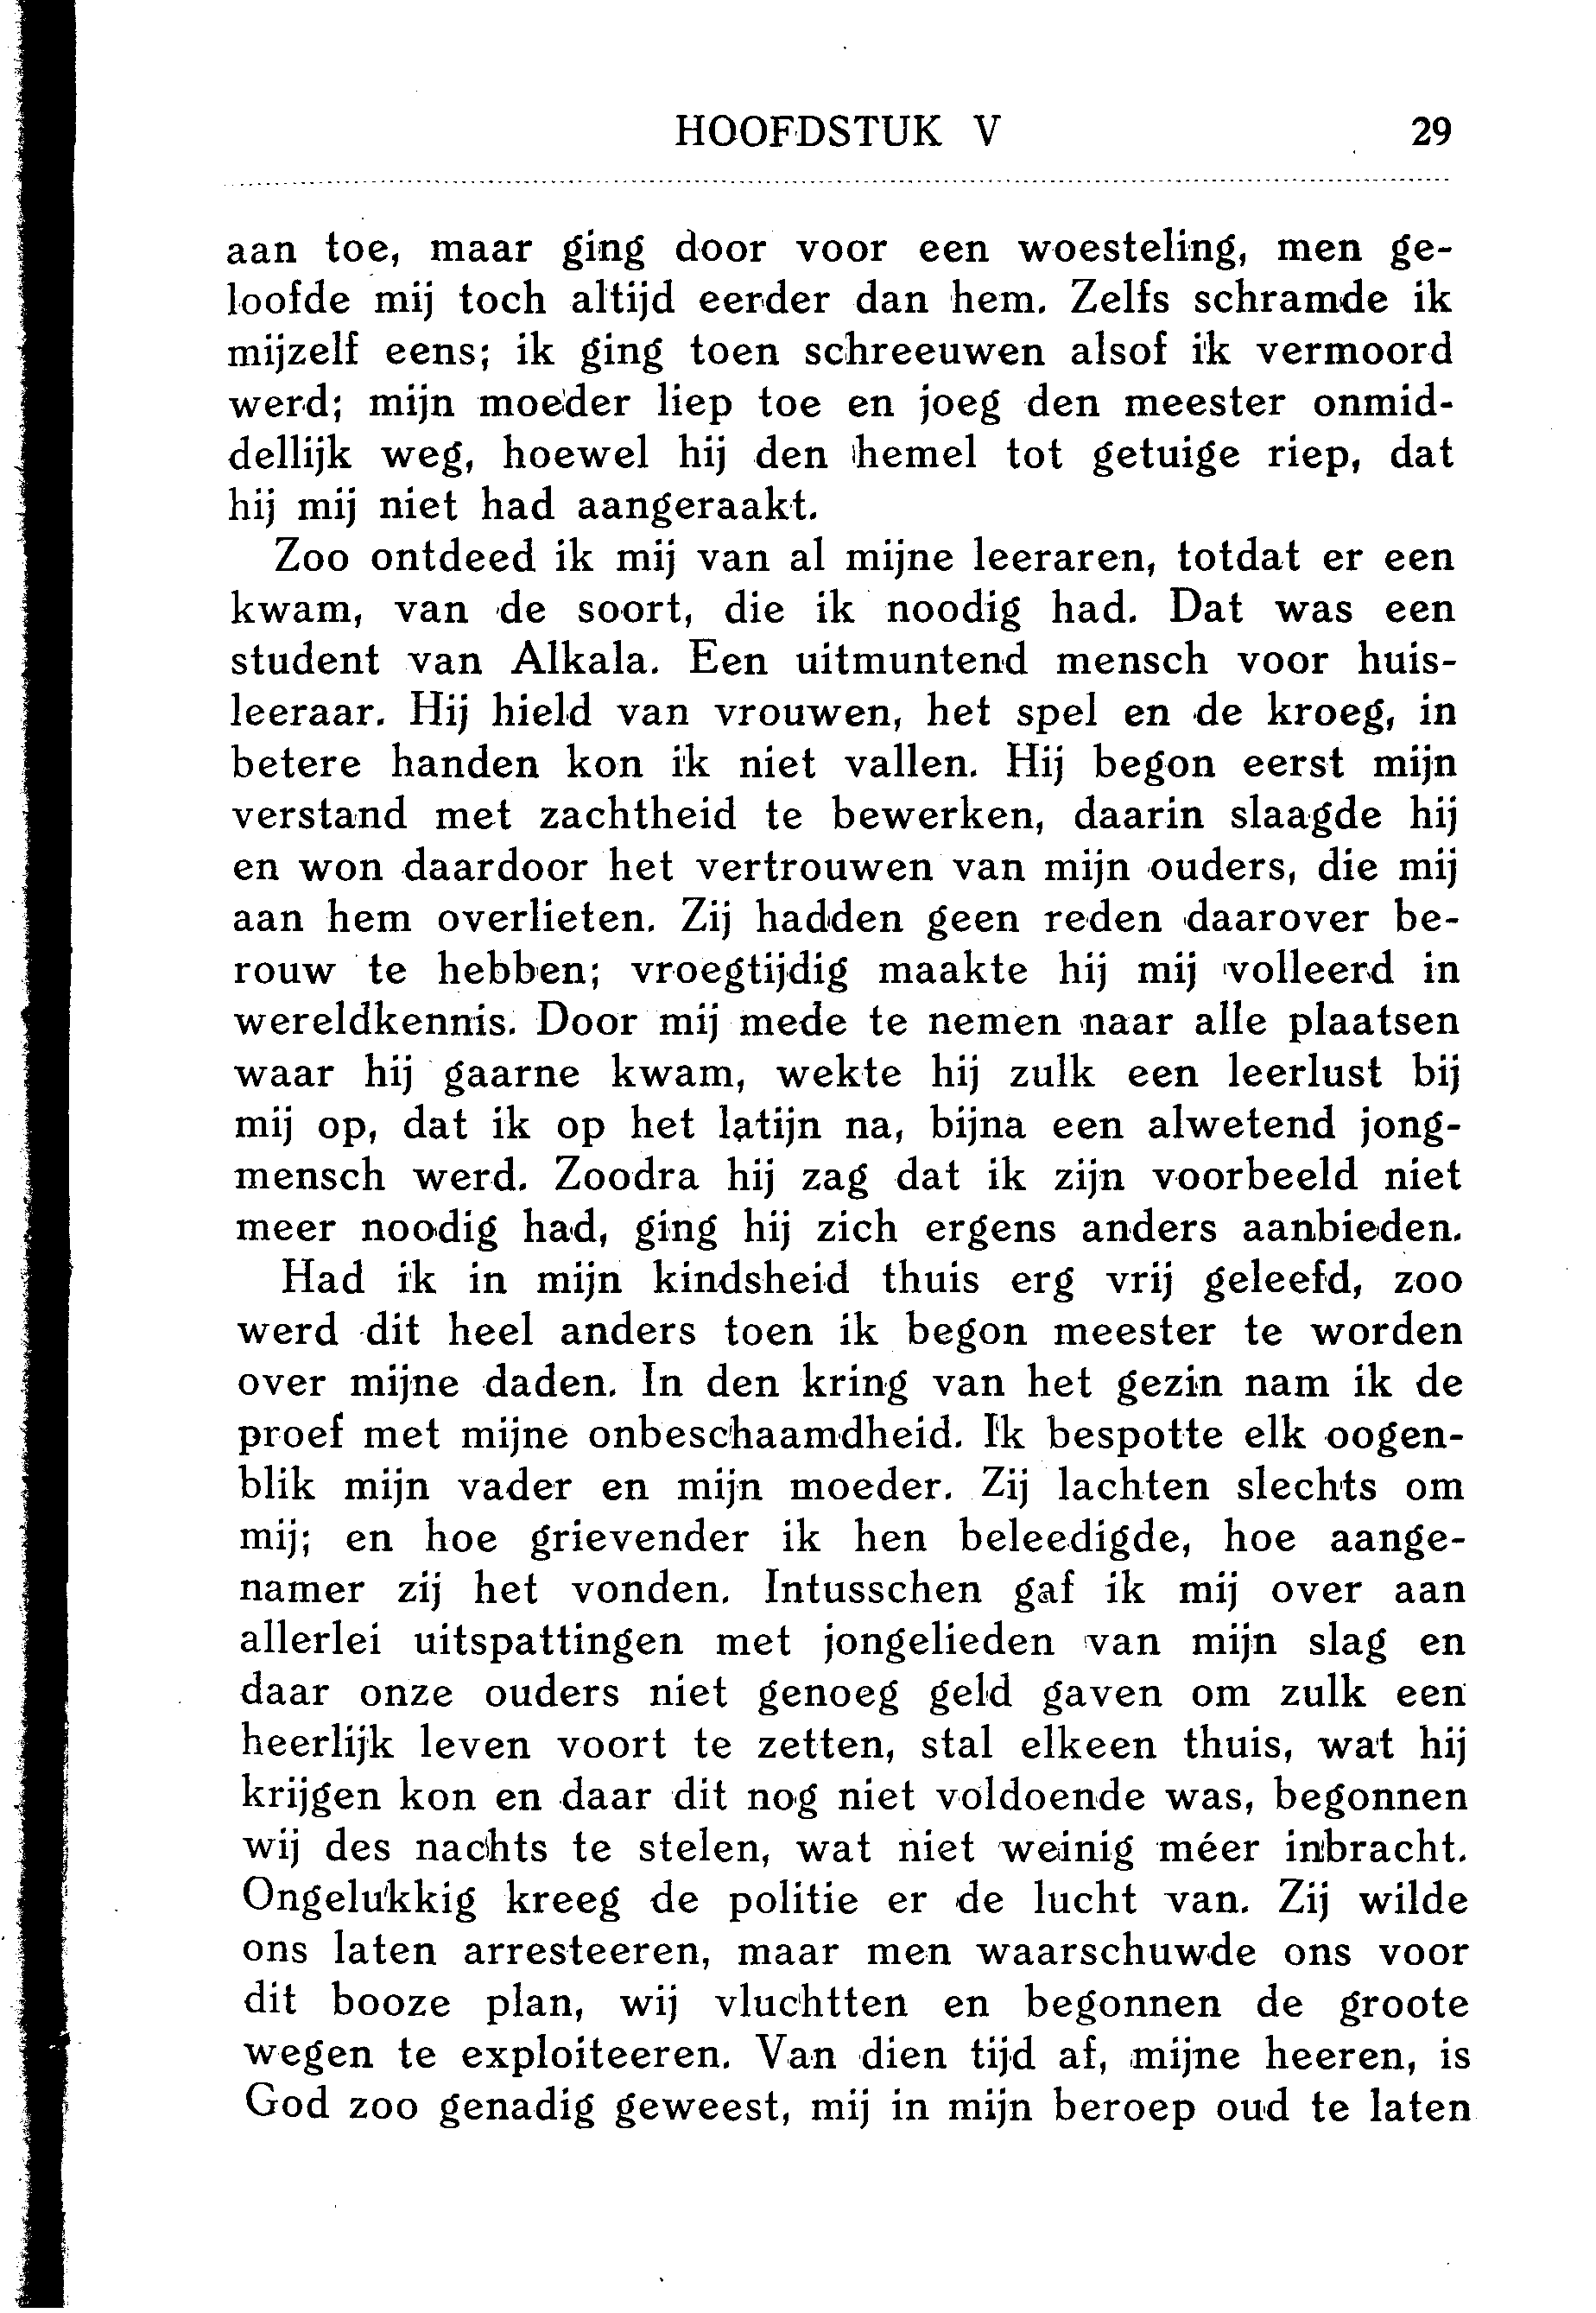 HOOFDSTUK V 29
aan toe, maar ging door voor een woesteling, men ge-
loofde mij toch altijd eerder dan hem. Zelfs schramde ik
mijzelf eens; ik ging toen schreeuwen alsof ik vermoord
werd; mijn moeder liep toe en joeg den meester onmid-
dellijk weg, hoewel hij den hemel tot getuige riep, dat
hij mij niet had aangeraakt.
Zoo ontdeed ik mij van al mijne leeraren, totdat er een
kwam, van de soort, die ik noodig had. Dat was een
student van Alkala. Een uitmuntend mensch voor huis-
leeraar. Hij hield van vrouwen, het spel en de kroeg, in
betere handen kon ik niet vallen. Hij begon eerst mijn
verstand met zachtheid te bewerken, daarin slaagde hij
en won daardoor het vertrouwen van mijn ouders, die mij
aan hem overlieten. Zij hadden geen reden daarover be-
rouw te hebben; vroegtijdig maakte hij mij volleerd in
wereldkennis. Door mij mede te nemen naar alle plaatsen
waar hij gaarne kwam, wekte hij zulk een leerlust bij
mij op, dat ik op het latijn na, bijna een alwetend jong-
mensch werd. Zoodra hij zag dat ik zijn voorbeeld niet
meer noodig had, ging hij zich ergens anders aanbieden.
Had ik in mijn kindsheid thuis erg vrij geleefd, zoo
werd dit heel anders toen ik begon meester te worden
over mijne daden. In den kring van het gezin nam ik de
proef met mijne onbeschaamdheid. Ik bespotte elk oogen-
blik mijn vader en mijn moeder. Zij lachten slechts om
mij; en hoe grievender ik hen beleedigde, hoe aange-
namer zij het vonden. Intusschen gaf ik mij over aan
allerlei uitspattingen met jongelieden van mijn slag en
daar onze ouders niet genoeg geld gaven om zulk een
heerlijk leven voort te zetten, stal elkeen thuis, wat hij
krijgen kon en daar dit nog niet voldoende was, begonnen
wij des nachts te stelen, wat niet weinig méer inbracht.
Ongelukkig kreeg de politie er de lucht van. Zij wilde
ons laten arresteeren, maar men waarschuwde ons voor
dit booze plan, wij vluchtten en begonnen de groote
wegen te exploiteeren. Van dien tijd af, mijne heeren, is
God zoo genadig geweest, mij in mijn beroep oud te laten